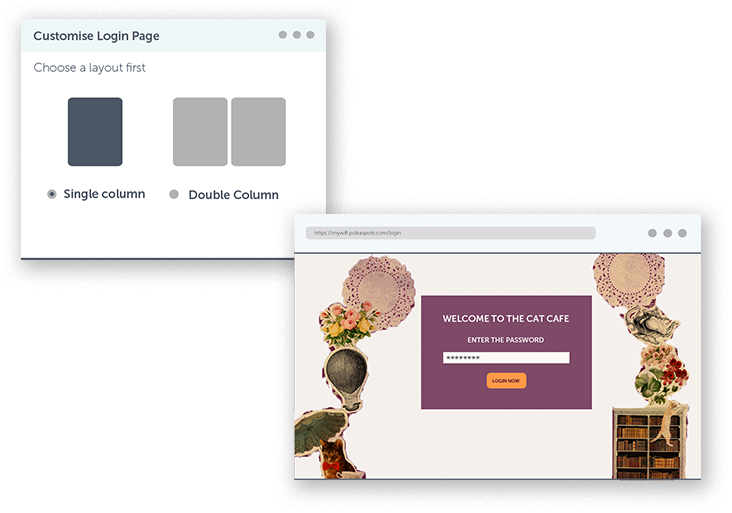 Customise Login Page
Choose a layout first
Single column
Double Column
https://mywifi.polkaspots.com/login
WELCOME TO THE CAT CAFE
ENTER THE PASSWORD
********
LOGIN NOW